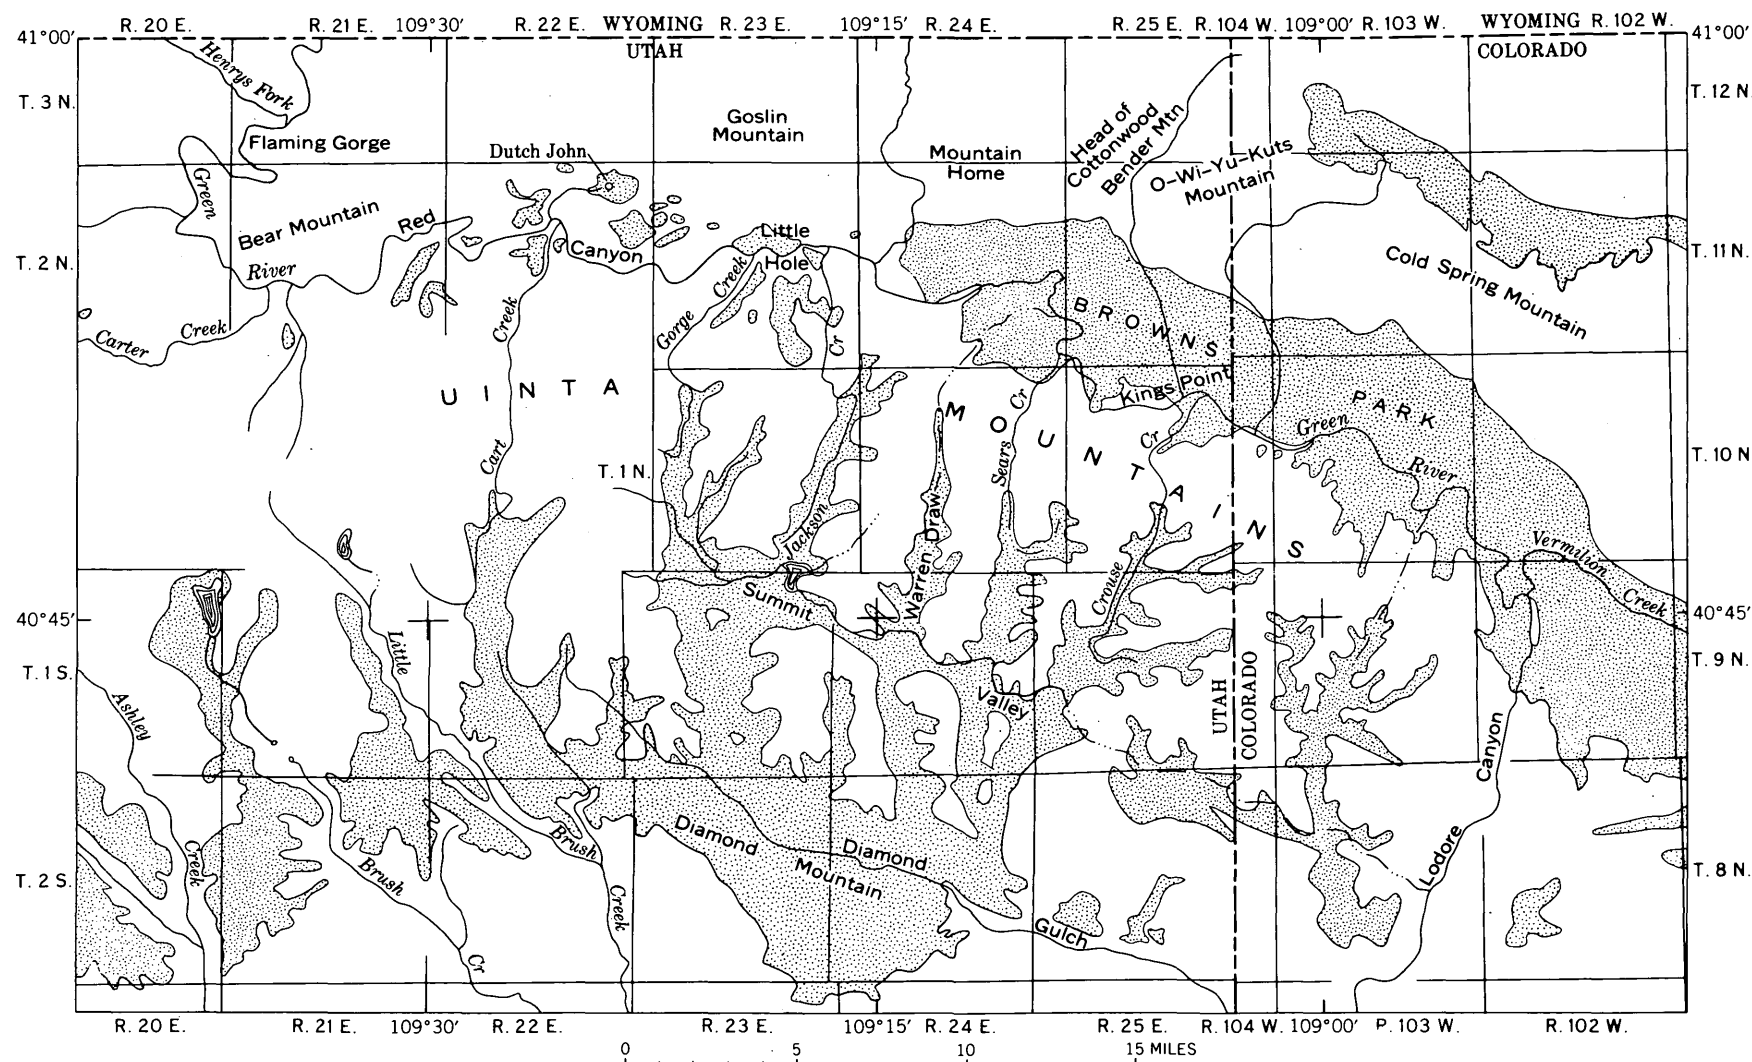 R. 20 E. R. 21 E. 109°30′ R. 22 E. WYOMING R. 23 E. 109°15′ R. 24 E. R. 25 E. R. 104 W. 109°00′ R. 103 W. WYOMING R. 102 W.
41°00′ UTAH COLORADO 41°00′
Henrys Fork
T. 3 N. T. 12 N.
Goslin
Mountain
Flaming Gorge
Dutch John
Mountain
Home
Head of
Cottonwood
Bender Mtn
O-Wi-Yu-Kuts
Mountain
Green
Bear Mountain
Red
Canyon
Little
Hole
T. 2 N. T. 11 N.
River
Cold Spring Mountain
Creek
Gorge
Creek
Carter Creek
Cr
BROWNS
PARK
Kings Point
UINTA
MOUNTAINS
Cart
Sears Cr
Cr
Green
River
T. 1 N. T. 10 N
Warren Draw
Jackson
Crouse
Vermilion
Creek
Summit
Valley
40°45′ 40°45′
Little
T. 1 S. T. 9 N.
Ashley
Creek
UTAH
COLORADO
Canyon
Lodore
Brush
Creek
Brush
Cr
Diamond
Mountain
Diamond
Gulch
T. 2 S. T. 8 N.
R. 20 E. R. 21 E. 109°30′ R. 22 E. R. 23 E. 109°15′ R. 24 E. R. 25 E. R. 104 W. 109°00′ P. 103 W. R. 102 W.
0 5 10 15 MILES